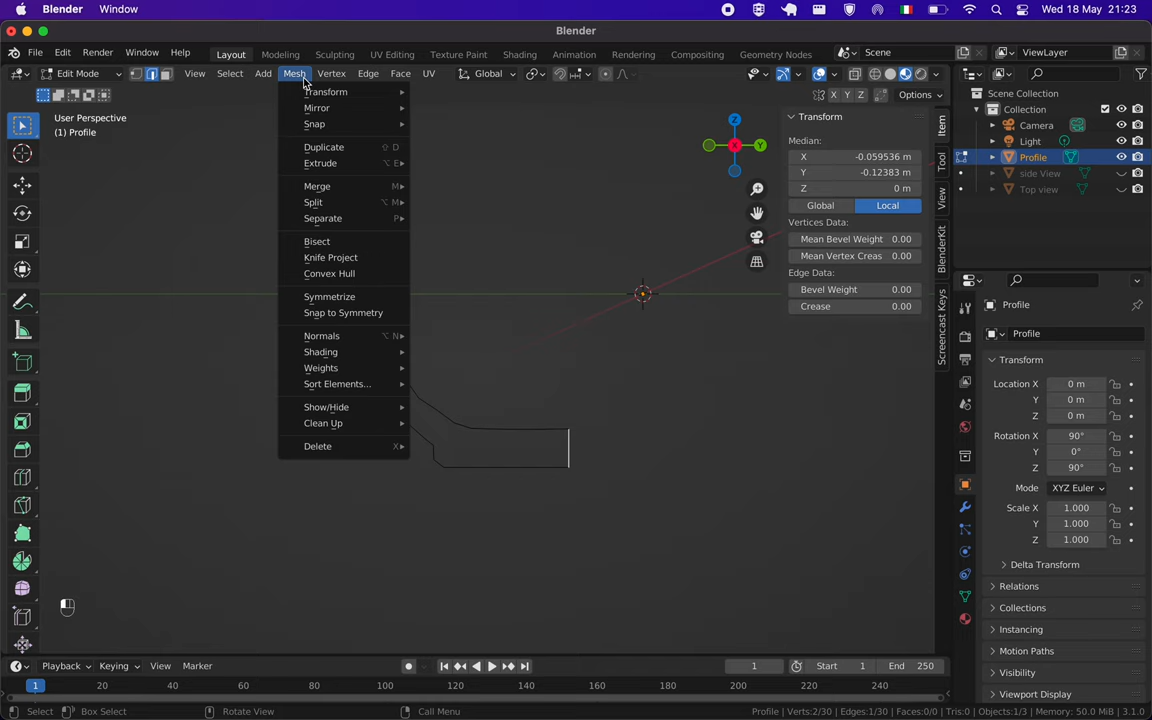 Blender Window Wed 18 May 21:23
Blender
File Edit Render Window Help Layout Modeling Sculpting UV Editing Texture Paint Shading Animation Rendering Compositing Geometry Nodes Scene ViewLayer
Edit Mode View Select Add Mesh Vertex Edge Face UV Global
X Y Z Options
User Perspective
(1) Profile
Transform
Mirror
Snap
Duplicate ⇧ D
Extrude ⌥ E
Merge M
Split ⌥ M
Separate P
Bisect
Knife Project
Convex Hull
Symmetrize
Snap to Symmetry
Normals ⌥ N
Shading
Weights
Sort Elements...
Show/Hide
Clean Up
Delete X
Z
X Y
Transform
Median:
X -0.059536 m
Y -0.12383 m
Z 0 m
Global Local
Vertices Data:
Mean Bevel Weight 0.00
Mean Vertex Creas 0.00
Edge Data:
Bevel Weight 0.00
Crease 0.00
Item
Tool
View
BlenderKit
Screencast Keys
Scene Collection
Collection
Camera
Light
Profile
side View
Top view
Profile
Profile
Transform
Location X 0 m
Y 0 m
Z 0 m
Rotation X 90°
Y 0°
Z 90°
Mode XYZ Euler
Scale X 1.000
Y 1.000
Z 1.000
Delta Transform
Relations
Collections
Instancing
Motion Paths
Visibility
Viewport Display
Playback Keying View Marker 1 Start 1 End 250
1 20 40 60 80 100 120 140 160 180 200 220 240
Select Box Select Rotate View Call Menu Profile | Verts:2/30 | Edges:1/30 | Faces:0/0 | Tris:0 | Objects:1/3 | Memory: 50.0 MiB | 3.1.0